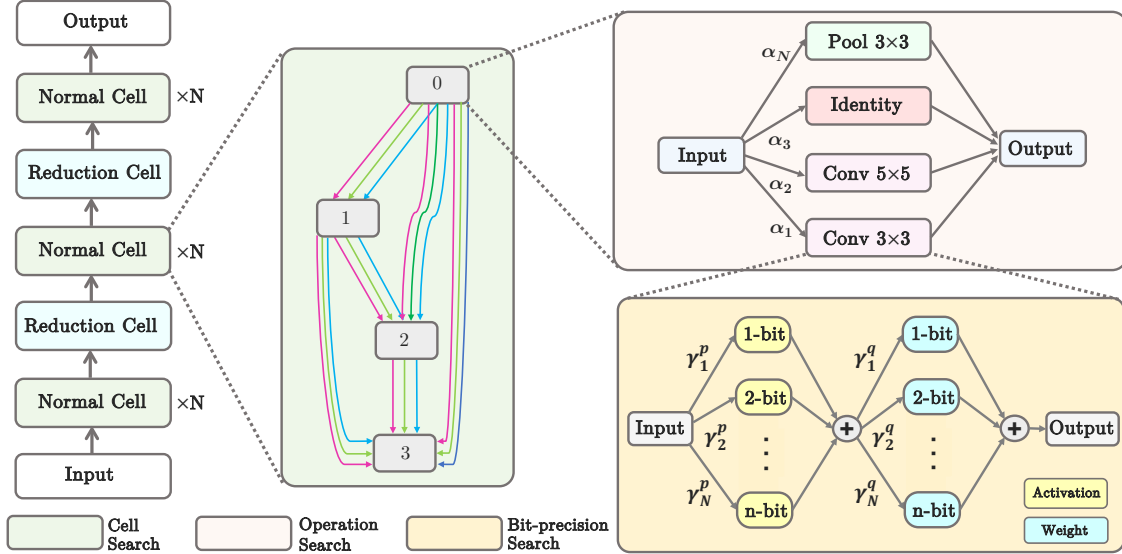 Output
Normal Cell ×N
Reduction Cell
Normal Cell ×N
Reduction Cell
Normal Cell ×N
Input
0
1
2
3
α_N
α_3
α_2
α_1
Input
Pool 3×3
Identity
Conv 5×5
Conv 3×3
Output
Input
γ_1^p
γ_2^p
γ_N^p
1-bit
2-bit
⋮
n-bit
+
γ_1^q
γ_2^q
γ_N^q
1-bit
2-bit
⋮
n-bit
+
Output
Activation
Weight
Cell
Search
Operation
Search
Bit-precision
Search